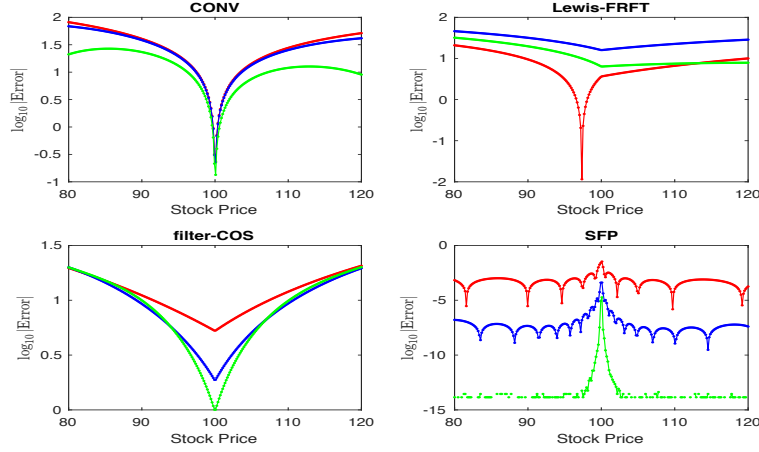 CONV
2
1.5
1
0.5
0
-0.5
-1
80 90 100 110 120
Stock Price
log10 |Error|
Lewis-FRFT
2
1
0
-1
2
80 90 100 110 120
Stock Price
log10 |Error|
filter-COS
1.5
1
0.5
0
80 90 100 110 120
Stock Price
log10 |Error|
SFP
0
-5
-10
-15
80 90 100 110 120
Stock Price
log10 |Error|